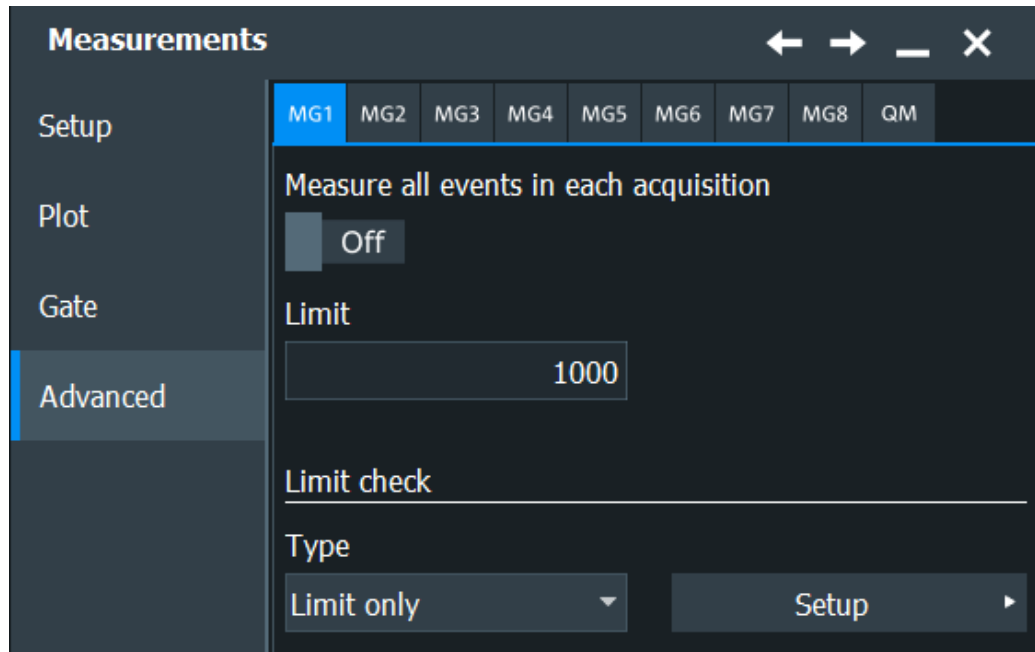 Measurements
Setup
Plot
Gate
Advanced
MG1 MG2 MG3 MG4 MG5 MG6 MG7 MG8 QM
Measure all events in each acquisition
Off
Limit
1000
Limit check
Type
Limit only
Setup